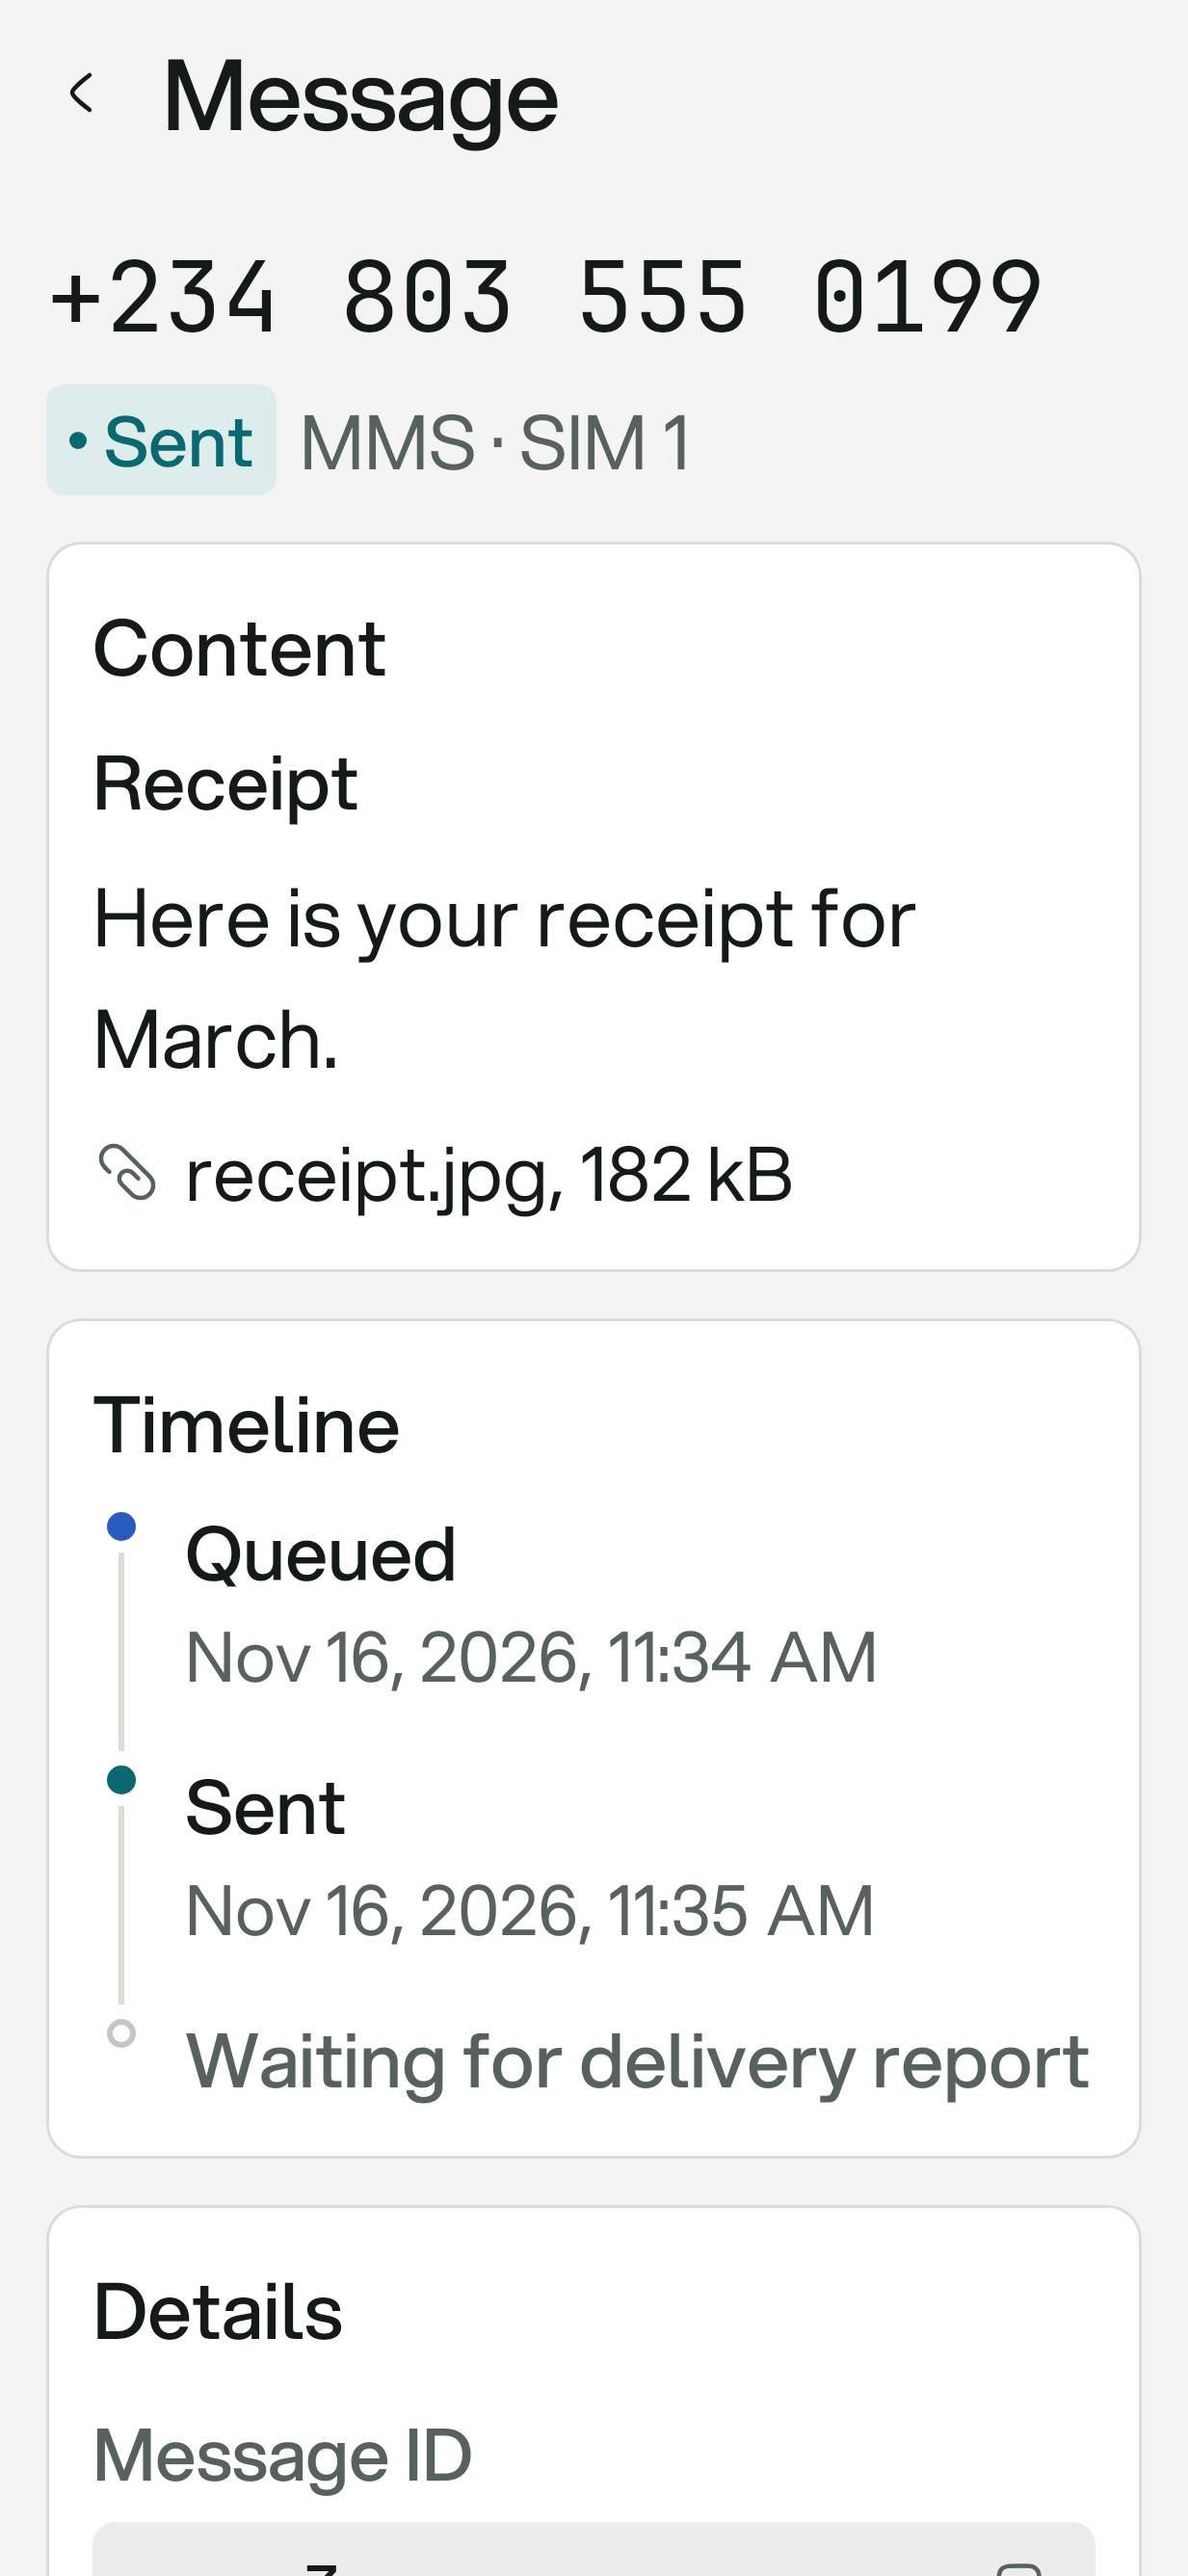 Message
+234 803 555 0199
Sent
MMS · SIM 1
Content
Receipt
Here is your receipt for
March.
receipt.jpg, 182 kB
Timeline
Queued
Nov 16, 2026, 11:34 AM
Sent
Nov 16, 2026, 11:35 AM
Waiting for delivery report
Details
Message ID